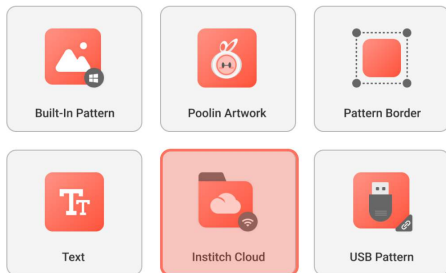 Built-In Pattern
Poolin Artwork
Pattern Border
Text
Institch Cloud
USB Pattern